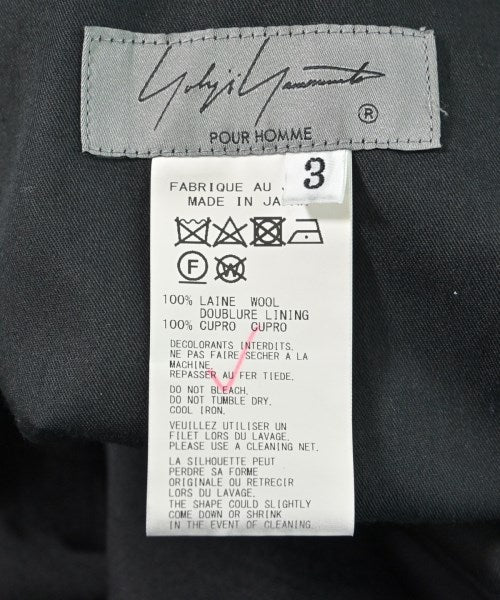 Yohji Yamamoto
®
POUR HOMME
3
FABRIQUE AU
MADE IN JAPAN
F
W
100% LAINE WOOL
DOUBLURE LINING
100% CUPRO CUPRO
DECOLORANTS INTERDITS.
NE PAS FAIRE SECHER A LA
MACHINE.
REPASSER AU FER TIEDE.
DO NOT BLEACH.
DO NOT TUMBLE DRY.
COOL IRON.
VEUILLEZ UTILISER UN
FILET LORS DU LAVAGE.
PLEASE USE A CLEANING NET.
LA SILHOUETTE PEUT
PERDRE SA FORME
ORIGINALE OU RETRECIR
LORS DU LAVAGE.
THE SHAPE COULD SLIGHTLY
COME DOWN OR SHRINK
IN THE EVENT OF CLEANING.